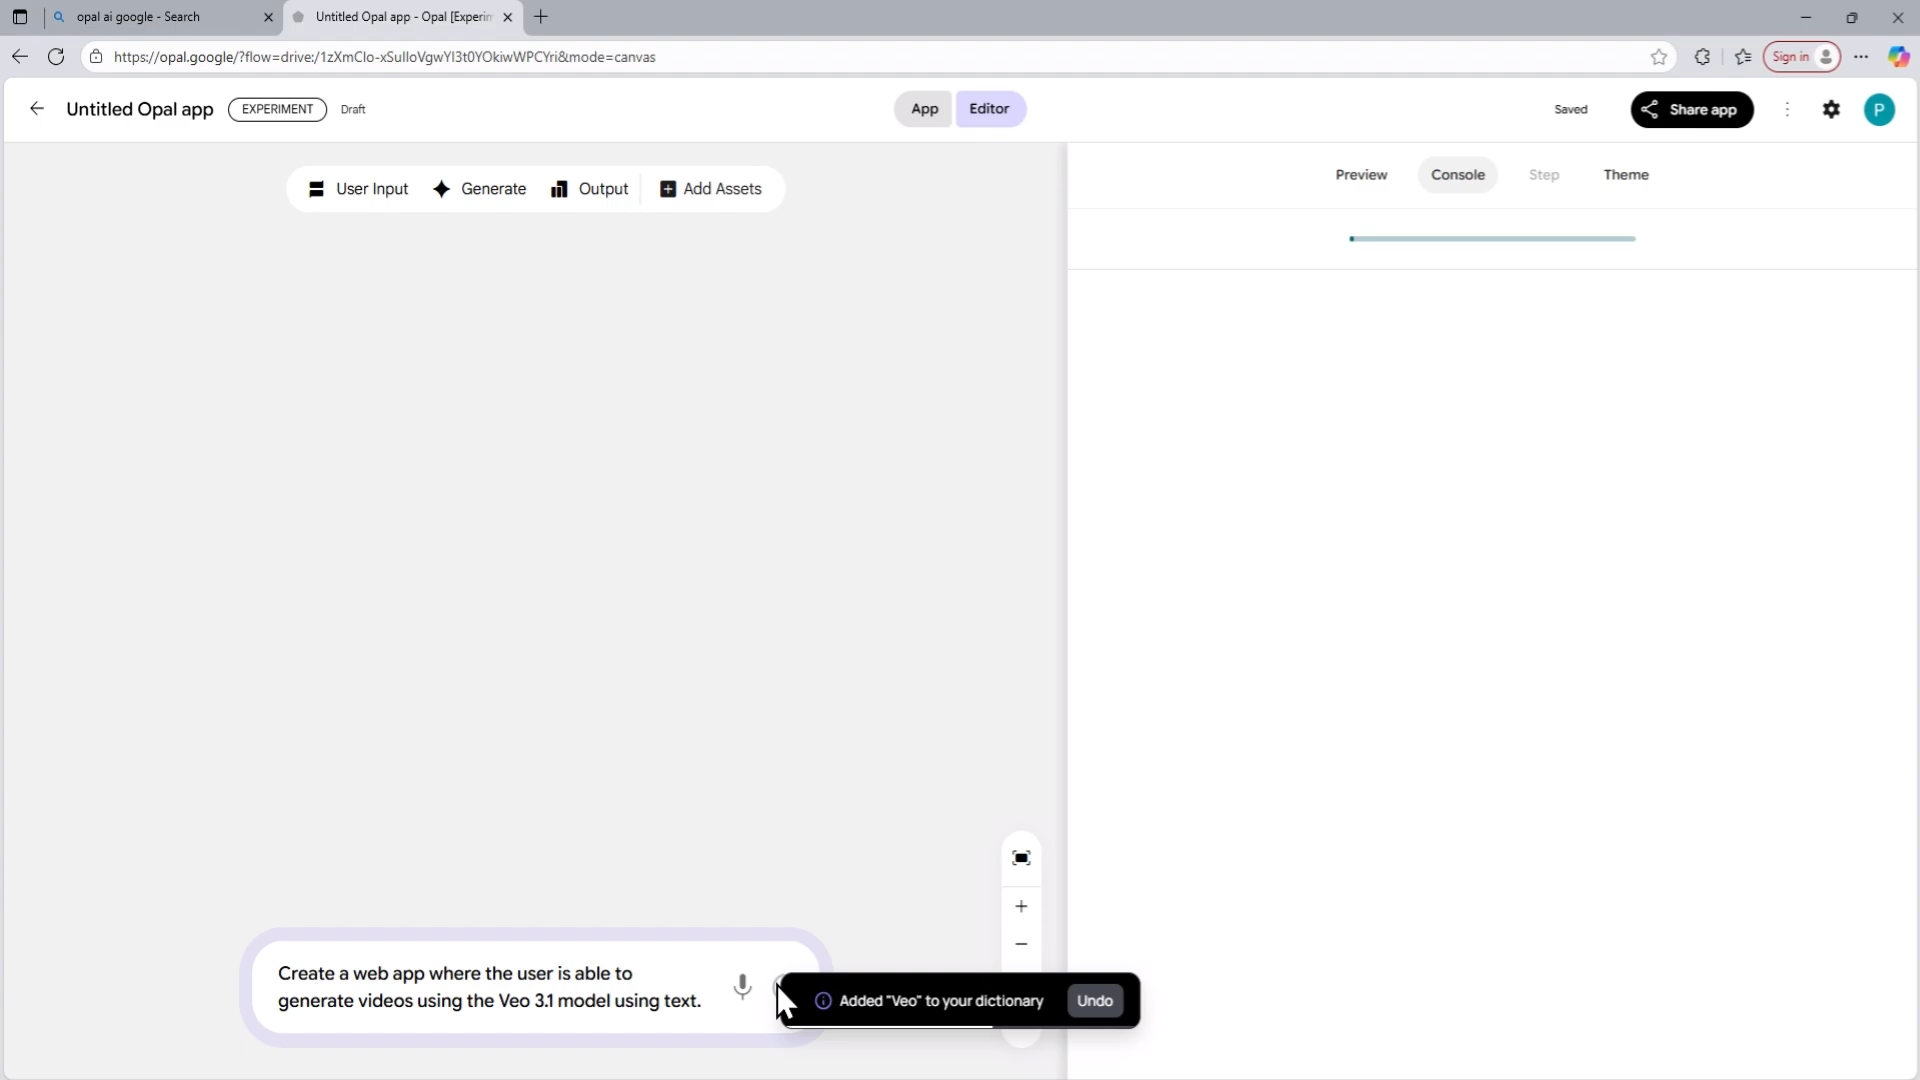 opal ai google - Search
Untitled Opal app - Opal [Experim
https://opal.google/?flow=drive:/1zXmClo-xSulloVgwYI3t0YOkiwWPCYri&mode=canvas
Sign in
Untitled Opal app
EXPERIMENT
Draft
App
Editor
Saved
Share app
P
User Input
Generate
Output
Add Assets
Preview
Console
Step
Theme
Create a web app where the user is able to
generate videos using the Veo 3.1 model using text.
Added "Veo" to your dictionary
Undo